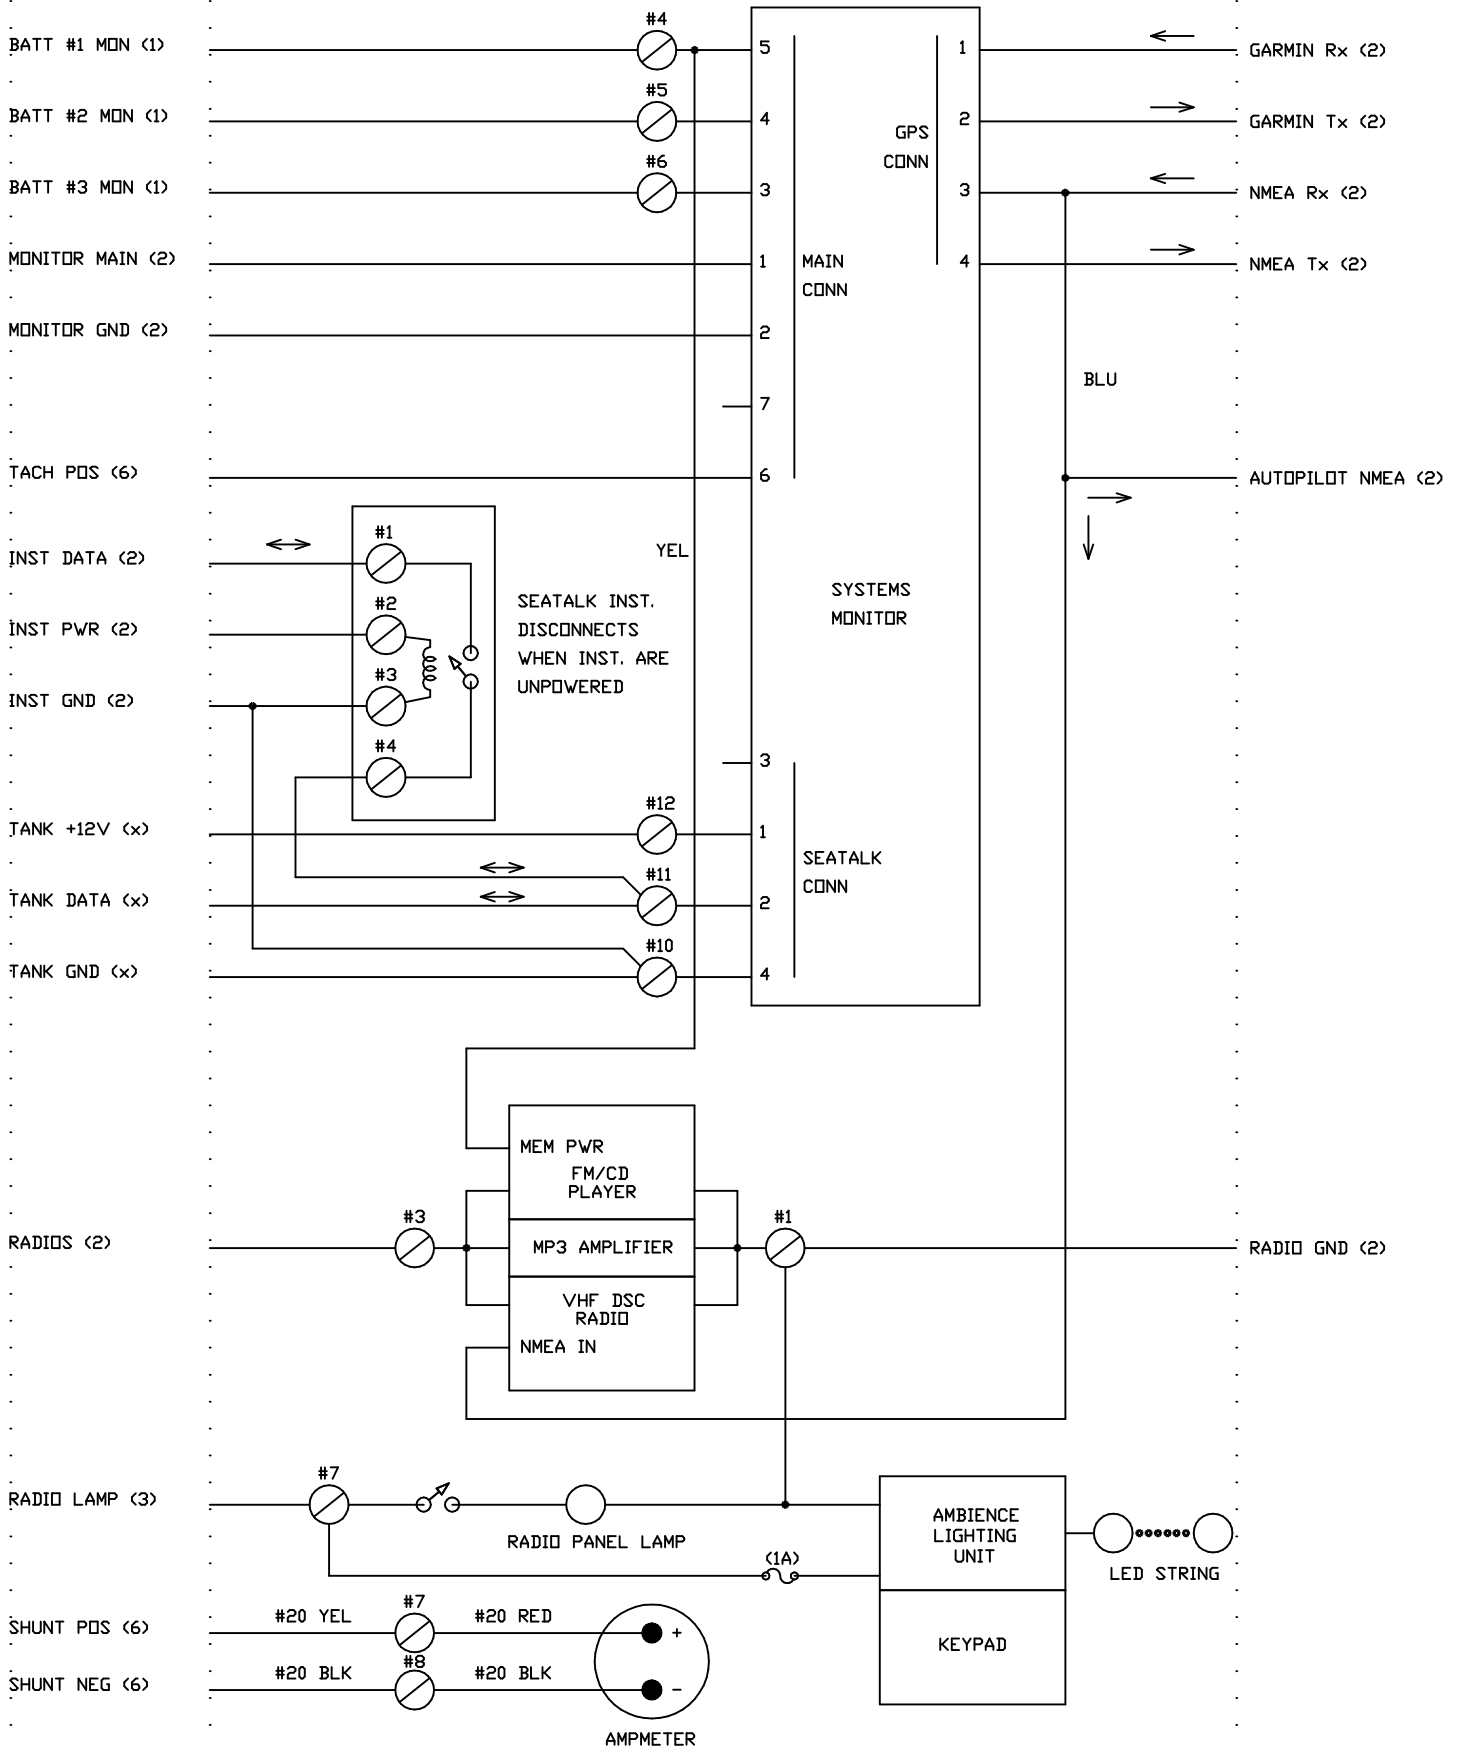 #4
BATT #1 MON (1)
5
1
GARMIN Rx (2)
#5
BATT #2 MON (1)
4
2
GARMIN Tx (2)
GPS
CONN
#6
BATT #3 MON (1)
3
3
NMEA Rx (2)
MONITOR MAIN (2)
1
MAIN
CONN
4
NMEA Tx (2)
MONITOR GND (2)
2
BLU
7
TACH POS (6)
6
AUTOPILOT NMEA (2)
#1
INST DATA (2)
YEL
SYSTEMS
MONITOR
SEATALK INST.
DISCONNECTS
WHEN INST. ARE
UNPOWERED
#2
INST PWR (2)
#3
INST GND (2)
#4
3
#12
TANK +12V (x)
1
SEATALK
CONN
#11
TANK DATA (x)
2
#10
TANK GND (x)
4
MEM PWR
FM/CD
PLAYER
#3
#1
RADIOS (2)
MP3 AMPLIFIER
RADIO GND (2)
VHF DSC
RADIO
NMEA IN
#7
RADIO LAMP (3)
RADIO PANEL LAMP
AMBIENCE
LIGHTING
UNIT
(1A)
LED STRING
#7
SHUNT POS (6)
#20 YEL
#20 RED
+
KEYPAD
#8
SHUNT NEG (6)
#20 BLK
#20 BLK
-
AMPMETER